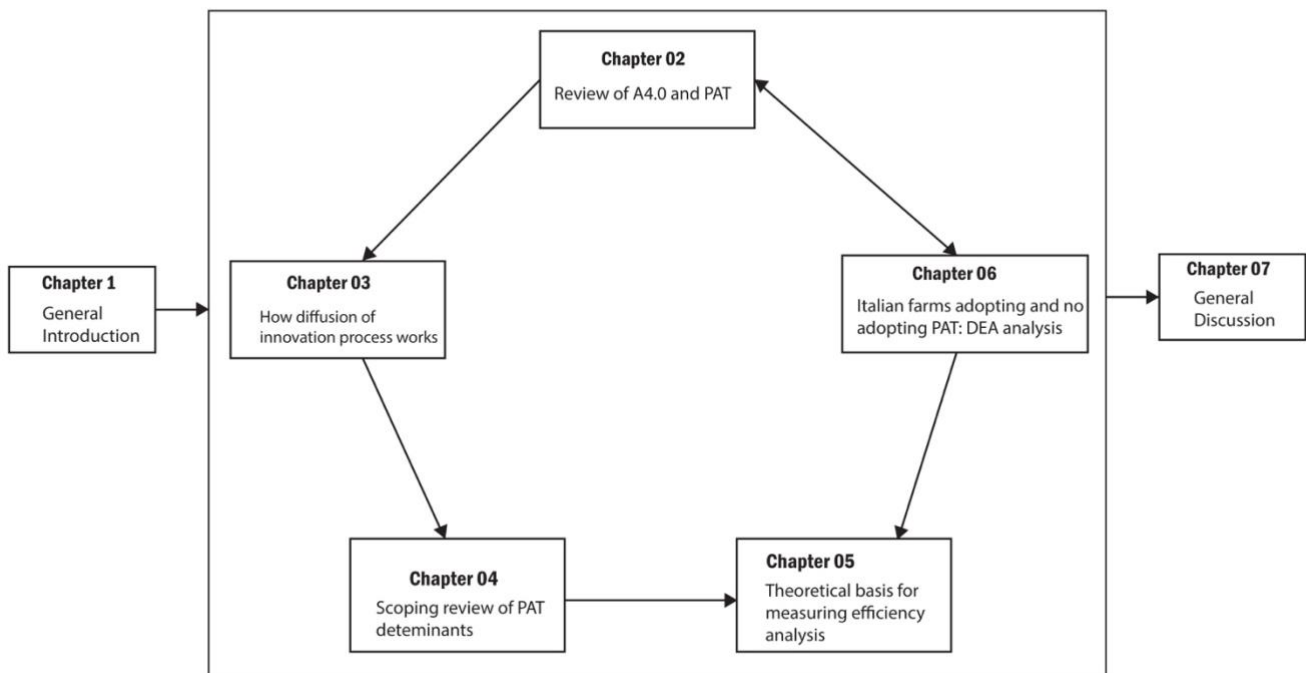 Chapter 02
Review of A4.0 and PAT
Chapter 1
General
Introduction
Chapter 03
How diffusion of
innovation process works
Chapter 06
Italian farms adopting and no
adopting PAT: DEA analysis
Chapter 07
General
Discussion
Chapter 04
Scoping review of PAT
deteminants
Chapter 05
Theoretical basis for
measuring efficiency
analysis